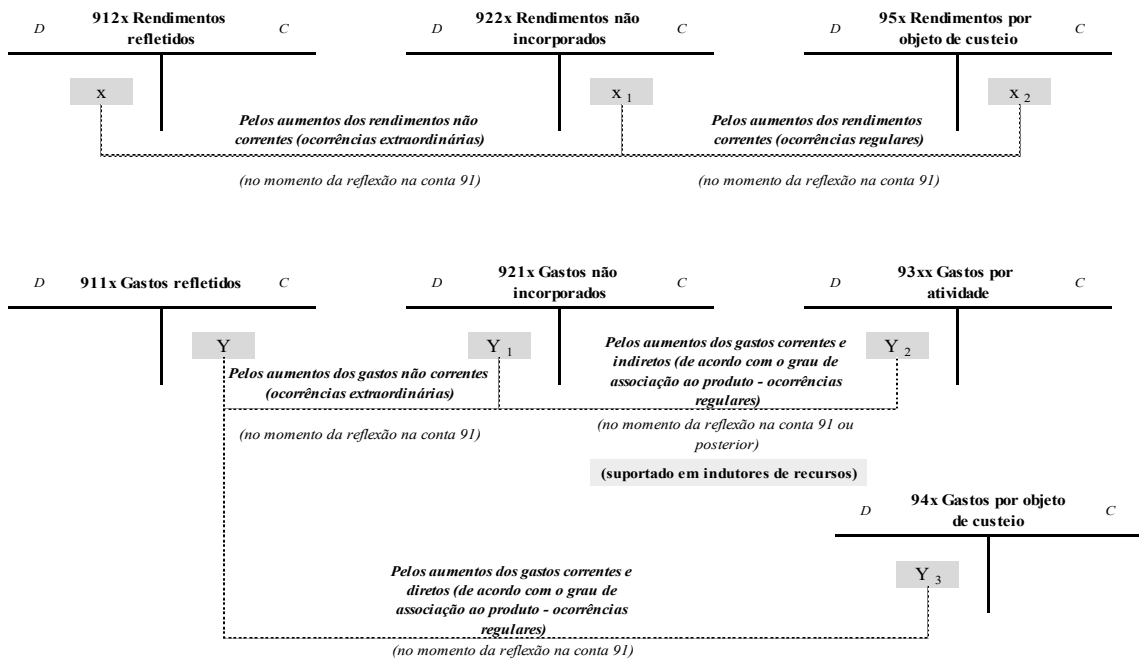 912x Rendimentos
refletidos
D
C
922x Rendimentos não
incorporados
D
C
95x Rendimentos por
objeto de custeio
D
C
x
x 1
x 2
Pelos aumentos dos rendimentos não
correntes (ocorrências extraordinárias)
Pelos aumentos dos rendimentos
correntes (ocorrências regulares)
(no momento da reflexão na conta 91)
(no momento da reflexão na conta 91)
D
911x Gastos refletidos
C
921x Gastos não
incorporados
D
C
93xx Gastos por
atividade
D
C
Y
Y 1
Y 2
Pelos aumentos dos gastos não correntes
(ocorrências extraordinárias)
Pelos aumentos dos gastos correntes e
indiretos (de acordo com o grau de
associação ao produto - ocorrências
regulares)
(no momento da reflexão na conta 91)
(no momento da reflexão na conta 91 ou
posterior)
(suportado em indutores de recursos)
94x Gastos por objeto
de custeio
D
C
Y 3
Pelos aumentos dos gastos correntes e
diretos (de acordo com o grau de
associação ao produto - ocorrências
regulares)
(no momento da reflexão na conta 91)